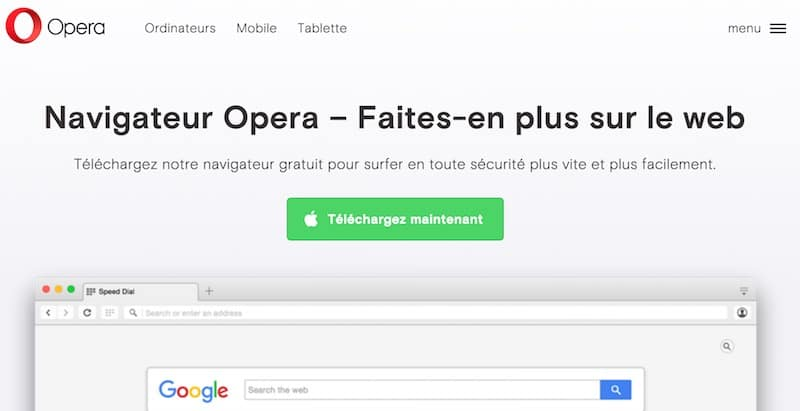 Opera
Ordinateurs
Mobile
Tablette
menu
Navigateur Opera – Faites-en plus sur le web
Téléchargez notre navigateur gratuit pour surfer en toute sécurité plus vite et plus facilement.
Téléchargez maintenant
Speed Dial
Search or enter an address
Google
Search the web